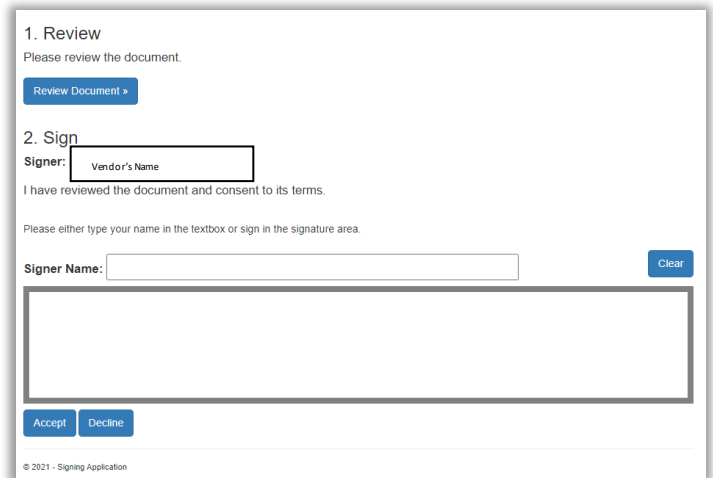 1. Review
Please review the document.
Review Document »
2. Sign
Signer: Vendor's Name
I have reviewed the document and consent to its terms.
Please either type your name in the textbox or sign in the signature area.
Signer Name: Clear
Accept Decline
© 2021 - Signing Application